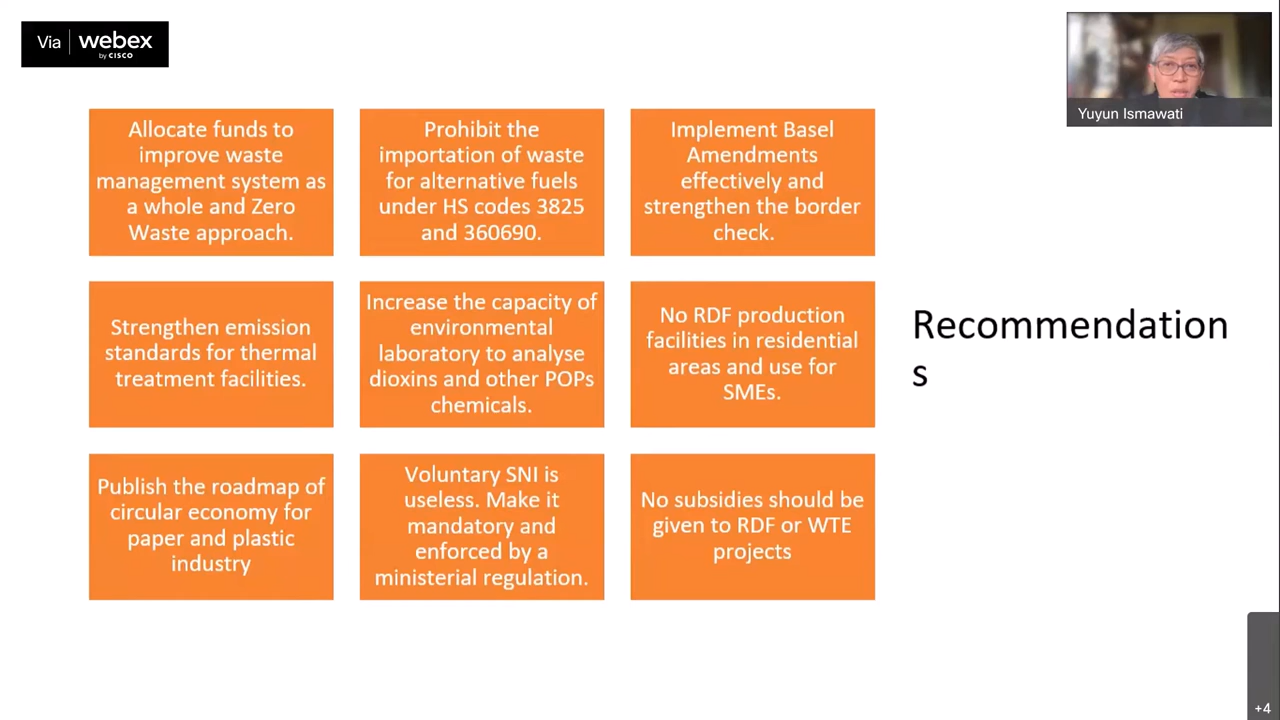 Via webex
by CISCO
Yuyun Ismawati
Allocate funds to
improve waste
management system as
a whole and Zero
Waste approach.
Prohibit the
importation of waste
for alternative fuels
under HS codes 3825
and 360690.
Implement Basel
Amendments
effectively and
strengthen the border
check.
Strengthen emission
standards for thermal
treatment facilities.
Increase the capacity of
environmental
laboratory to analyse
dioxins and other POPs
chemicals.
No RDF production
facilities in residential
areas and use for
SMEs.
Recommendation
s
Publish the roadmap of
circular economy for
paper and plastic
industry
Voluntary SNI is
useless. Make it
mandatory and
enforced by a
ministerial regulation.
No subsidies should be
given to RDF or WTE
projects
+4